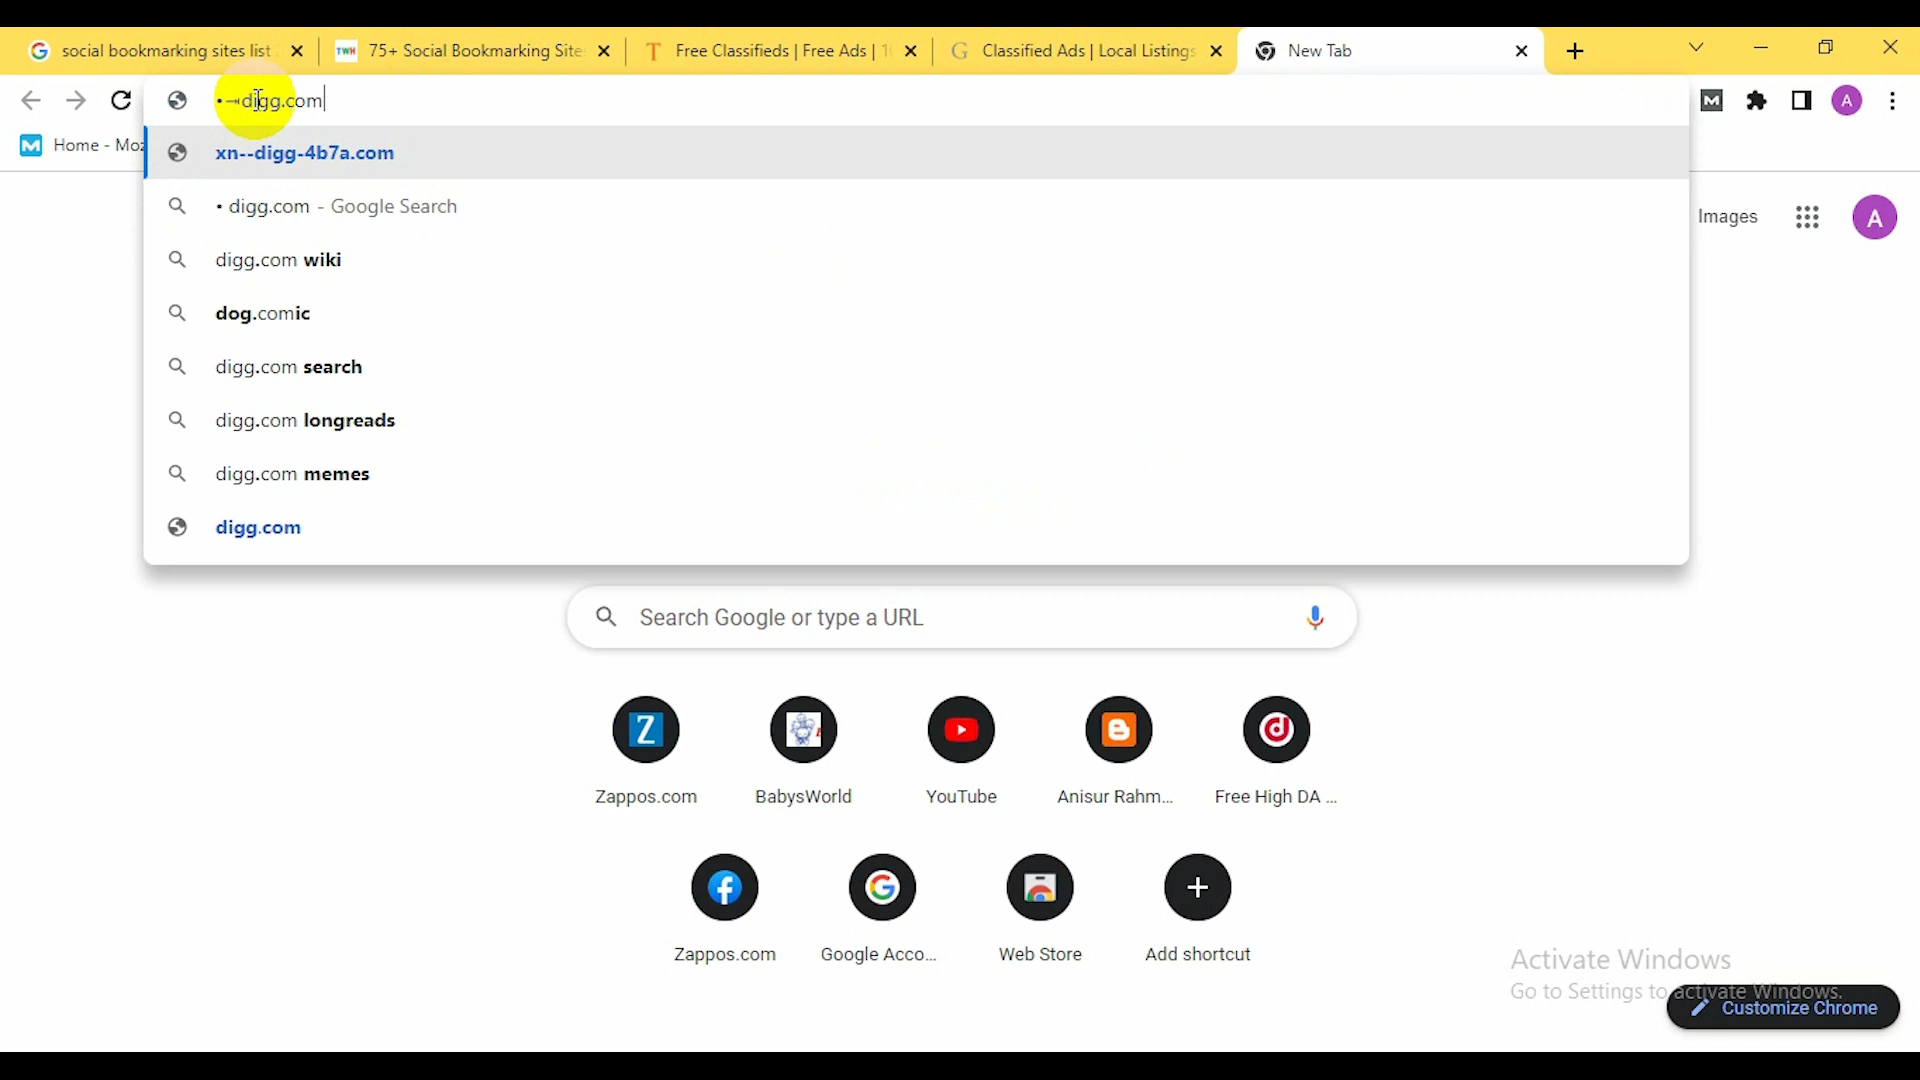 social bookmarking sites list
75+ Social Bookmarking Site
Free Classifieds | Free Ads | 1
Classified Ads | Local Listings
New Tab
•→digg.com
Home - Moz
xn--digg-4b7a.com
• digg.com - Google Search
digg.com wiki
dog.comic
digg.com search
digg.com longreads
digg.com memes
digg.com
Images
A
A
Search Google or type a URL
Zappos.com
BabysWorld
YouTube
Anisur Rahm...
Free High DA ...
Zappos.com
Google Acco...
Web Store
Add shortcut
Activate Windows
Go to Settings to activate Windows.
Customize Chrome